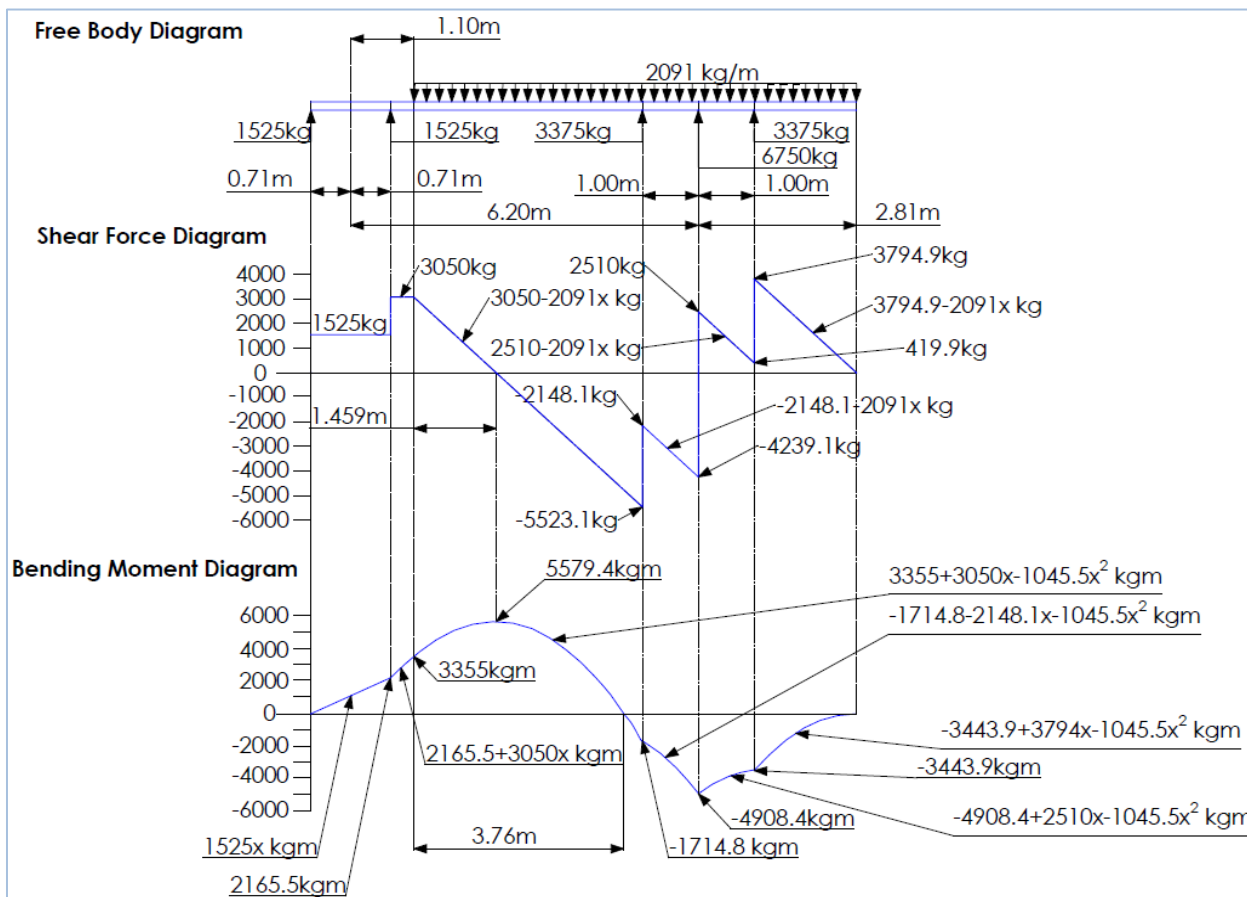 Free Body Diagram
1.10m
2091 kg/m
1525kg
1525kg
3375kg
3375kg
6750kg
0.71m
0.71m
1.00m
1.00m
6.20m
2.81m
Shear Force Diagram
4000
3000
2000
1000
0
-1000
-2000
-3000
-4000
-5000
-6000
1525kg
3050kg
3050-2091x kg
2510kg
2510-2091x kg
3794.9kg
3794.9-2091x kg
419.9kg
-2148.1kg
-2148.1-2091x kg
-4239.1kg
1.459m
-5523.1kg
Bending Moment Diagram
6000
4000
2000
0
-2000
-4000
-6000
5579.4kgm
3355+3050x-1045.5x² kgm
-1714.8-2148.1x-1045.5x² kgm
3355kgm
2165.5+3050x kgm
-3443.9+3794x-1045.5x² kgm
-3443.9kgm
-4908.4kgm
-4908.4+2510x-1045.5x² kgm
3.76m
-1714.8 kgm
1525x kgm
2165.5kgm